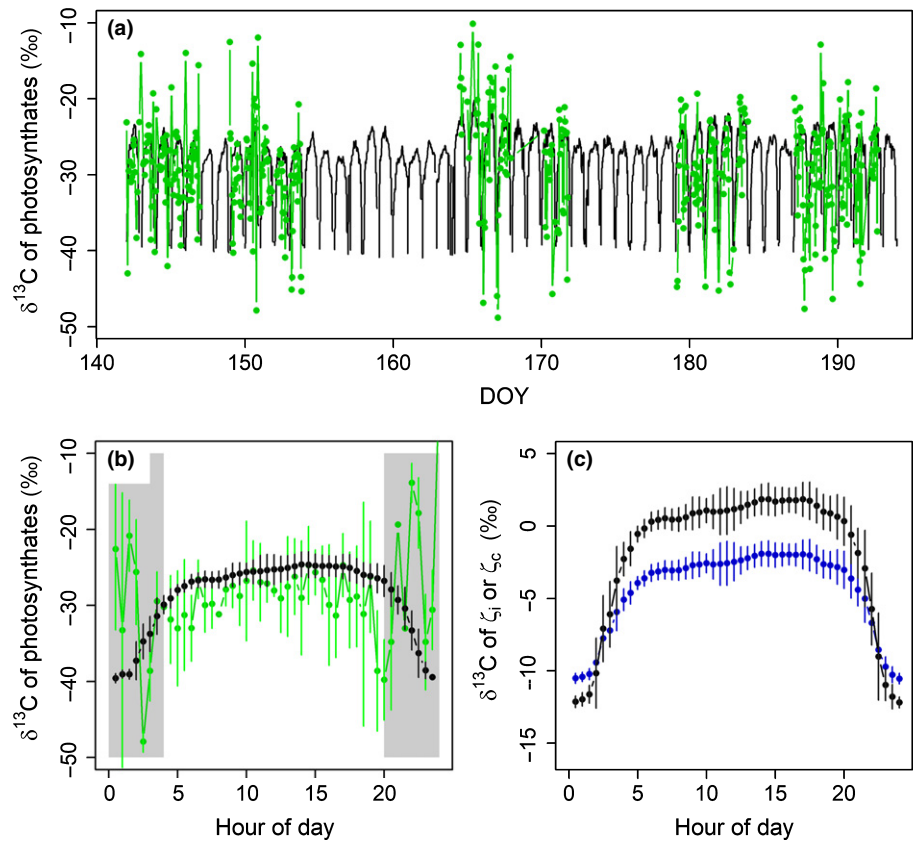 (a)
δ¹³C of photosynthates (‰)
−10
20
−30
−40
−50
140 150 160 170 180 190
DOY
(b)
δ¹³C of photosynthates (‰)
−10
−20
−30
−40
−50
0 5 10 15 20
Hour of day
(c)
δ¹³C of ζi or ζc (‰)
5
0
−5
−10
−15
0 5 10 15 20
Hour of day